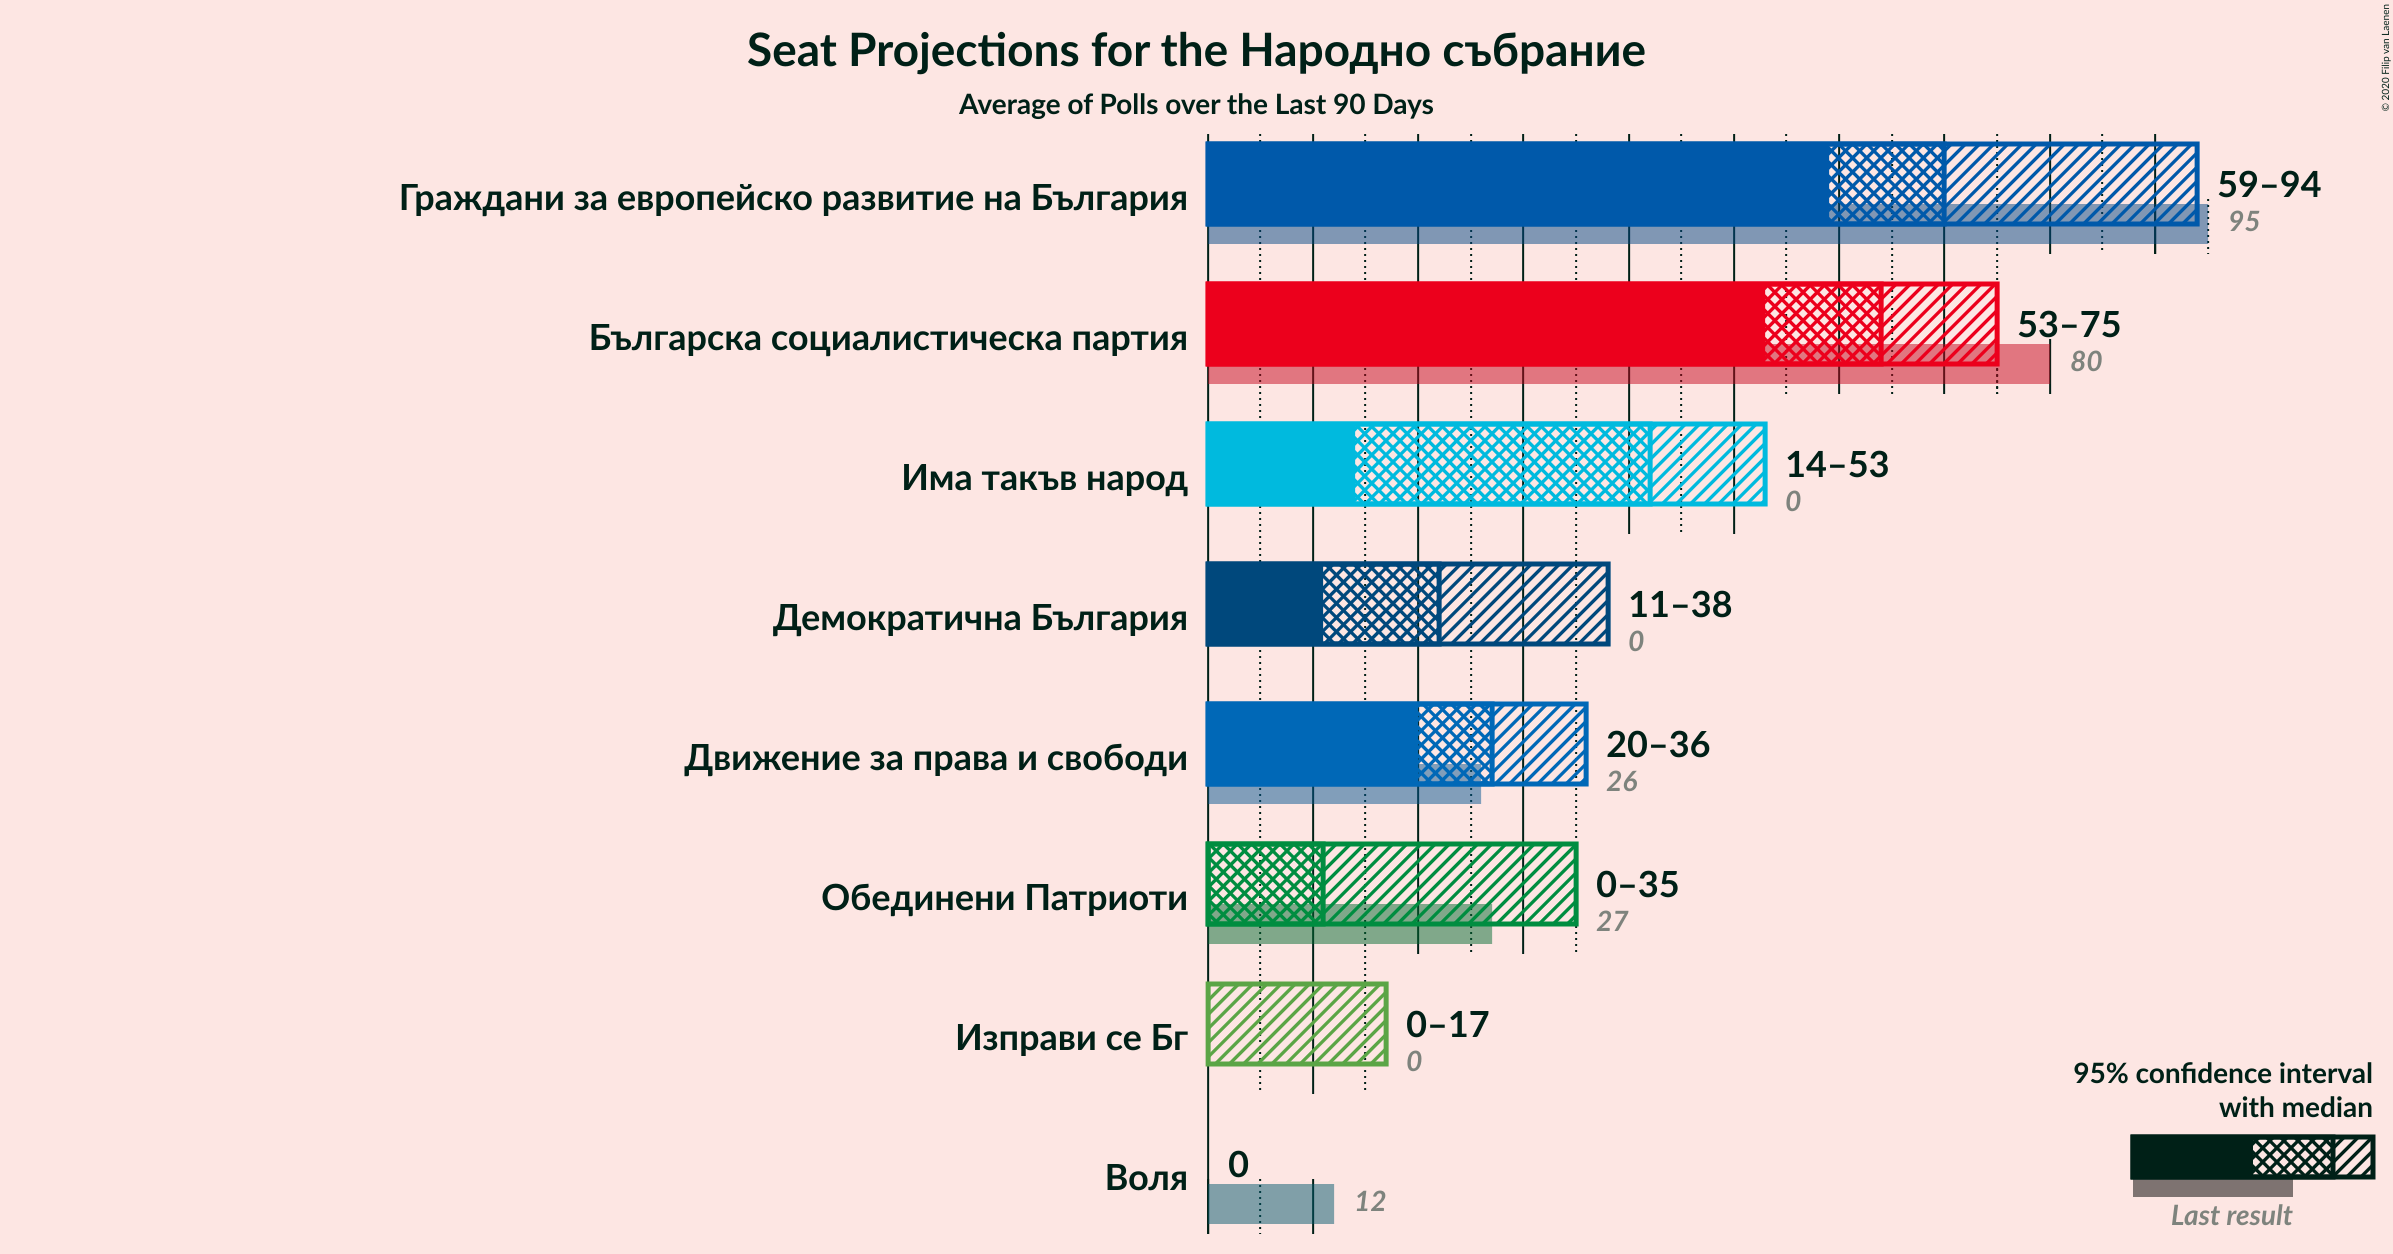 Seat Projections for the Народно събрание
Average of Polls over the Last 90 Days
© 2020 Filip van Laenen
Граждани за европейско развитие на България
59–94
95
Българска социалистическа партия
53–75
80
Има такъв народ
14–53
0
Демократична България
11–38
0
Движение за права и свободи
20–36
26
Обединени Патриоти
0–35
27
Изправи се Бг
0–17
0
Воля
0
12
95% confidence interval
with median
Last result